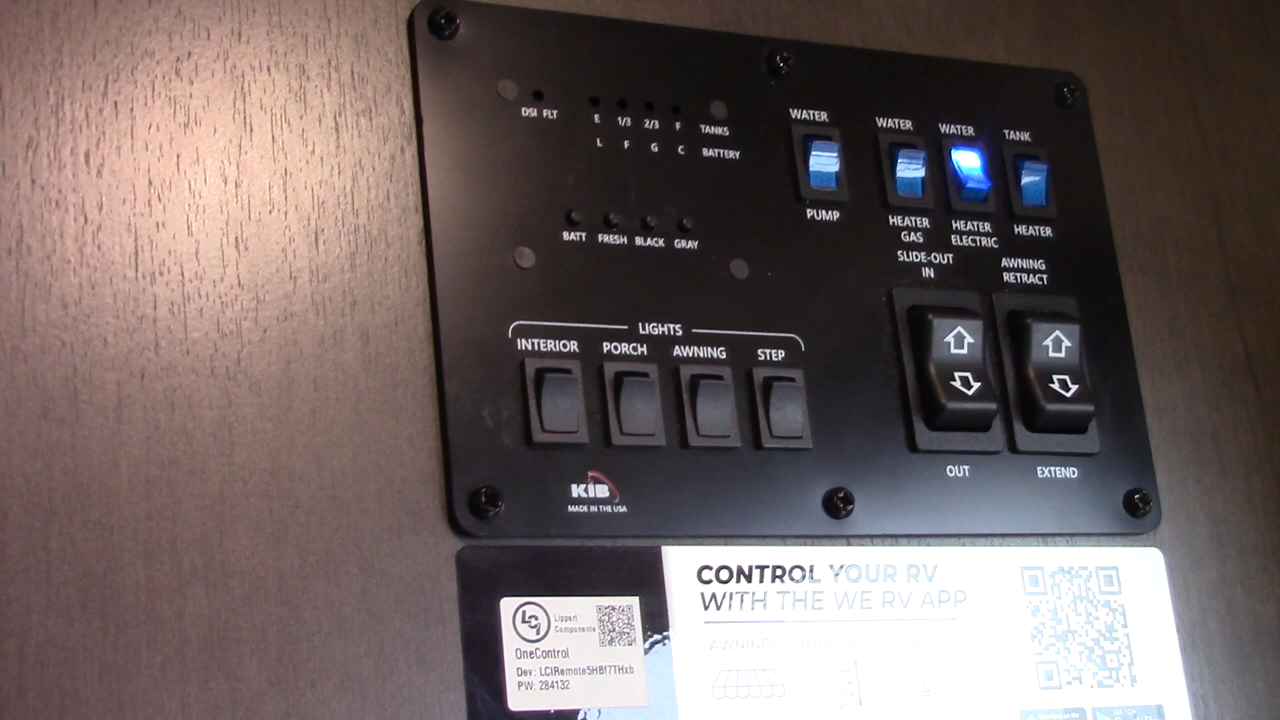 DSI FLT
E 1/3 2/3 F TANKS
L F G C BATTERY
BATT FRESH BLACK GRAY
WATER
PUMP
WATER
HEATER
GAS
WATER
HEATER
ELECTRIC
TANK
HEATER
SLIDE-OUT
IN
OUT
AWNING
RETRACT
EXTEND
LIGHTS
INTERIOR PORCH AWNING STEP
KIB
MADE IN THE USA
CONTROL YOUR RV
WITH THE WE RV APP
LCI
Lippert
Components
OneControl
Dev: LCIRemote5HBf7THxb
PW: 284132